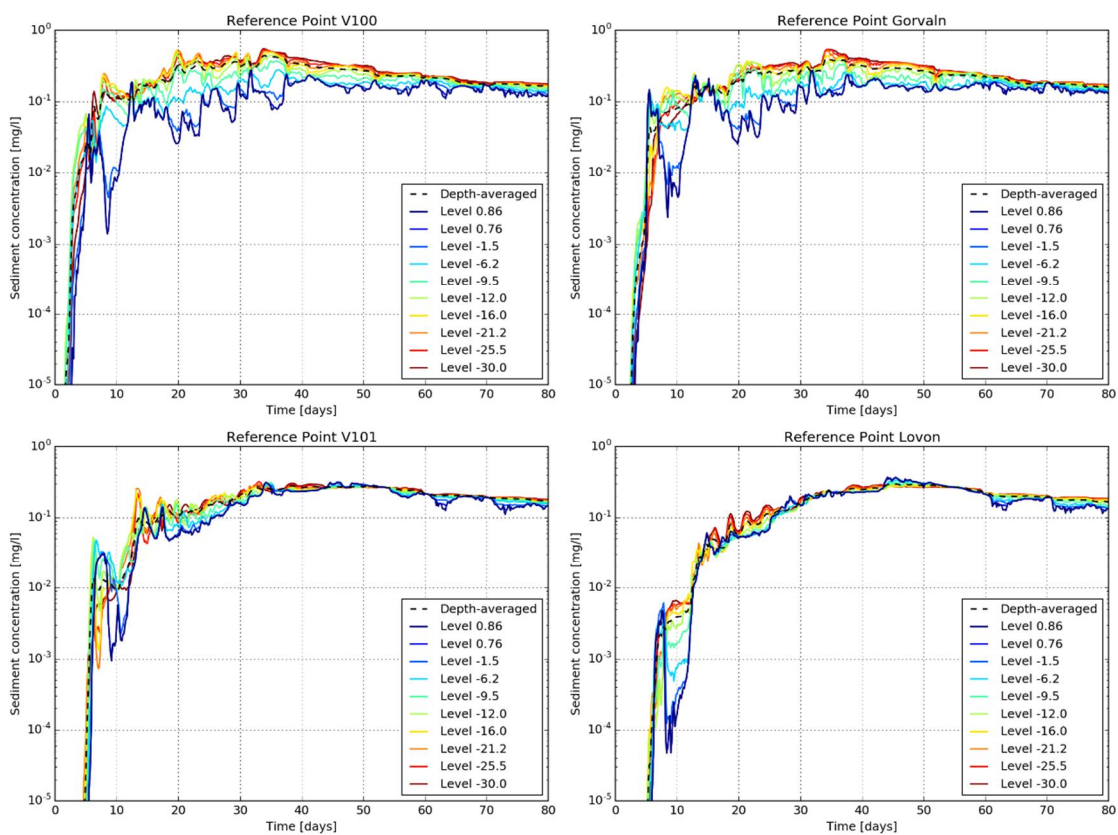 Reference Point V100
Sediment concentration [mg/l]
10^0
10^-1
10^-2
10^-3
10^-4
10^-5
Depth-averaged
Level 0.86
Level 0.76
Level -1.5
Level -6.2
Level -9.5
Level -12.0
Level -16.0
Level -21.2
Level -25.5
Level -30.0
0 10 20 30 40 50 60 70 80
Time [days]
Reference Point Gorvaln
Sediment concentration [mg/l]
10^0
10^-1
10^-2
10^-3
10^-4
10^-5
Depth-averaged
Level 0.86
Level 0.76
Level -1.5
Level -6.2
Level -9.5
Level -12.0
Level -16.0
Level -21.2
Level -25.5
Level -30.0
0 10 20 30 40 50 60 70 80
Time [days]
Reference Point V101
Sediment concentration [mg/l]
10^0
10^-1
10^-2
10^-3
10^-4
10^-5
Depth-averaged
Level 0.86
Level 0.76
Level -1.5
Level -6.2
Level -9.5
Level -12.0
Level -16.0
Level -21.2
Level -25.5
Level -30.0
0 10 20 30 40 50 60 70 80
Time [days]
Reference Point Lovon
Sediment concentration [mg/l]
10^0
10^-1
10^-2
10^-3
10^-4
10^-5
Depth-averaged
Level 0.86
Level 0.76
Level -1.5
Level -6.2
Level -9.5
Level -12.0
Level -16.0
Level -21.2
Level -25.5
Level -30.0
0 10 20 30 40 50 60 70 80
Time [days]